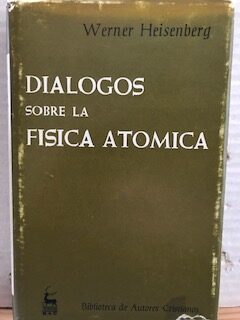 Werner Heisenberg
DIALOGOS
SOBRE LA
FISICA ATOMICA
Biblioteca de Autores Cristianos